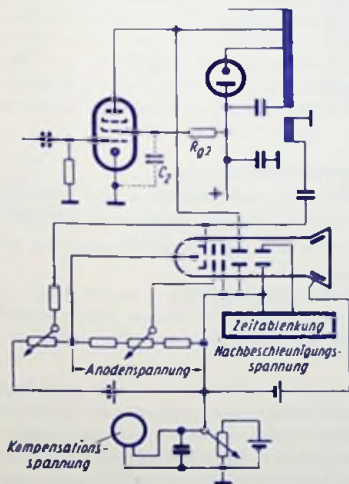 Rg2
C2
+
Zeitablenkung
Nachbeschleunigungs-
spannung
Anodenspannung
Kompensations-
spannung